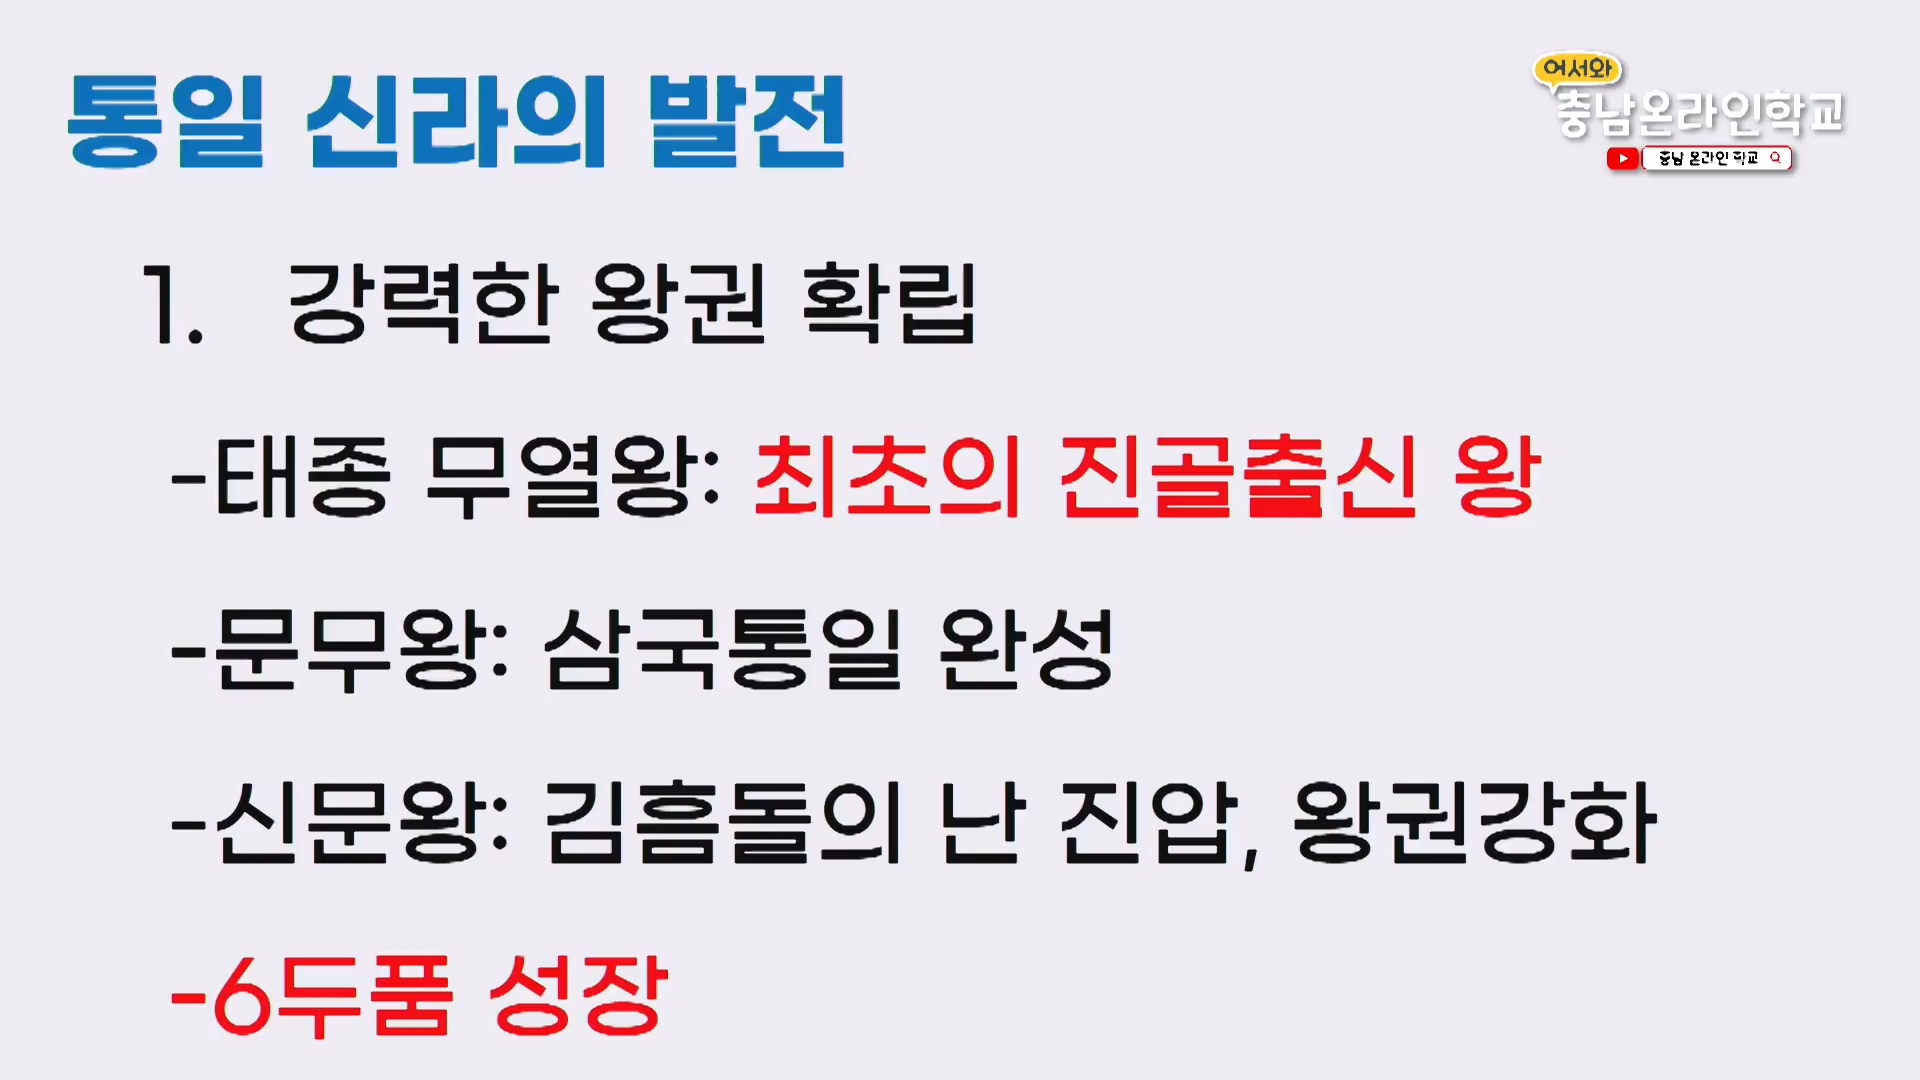 통일 신라의 발전
어서와
충남온라인학교
충남 온라인 학교
1. 강력한 왕권 확립
-태종 무열왕: 최초의 진골출신 왕
-문무왕: 삼국통일 완성
-신문왕: 김흠돌의 난 진압, 왕권강화
-6두품 성장